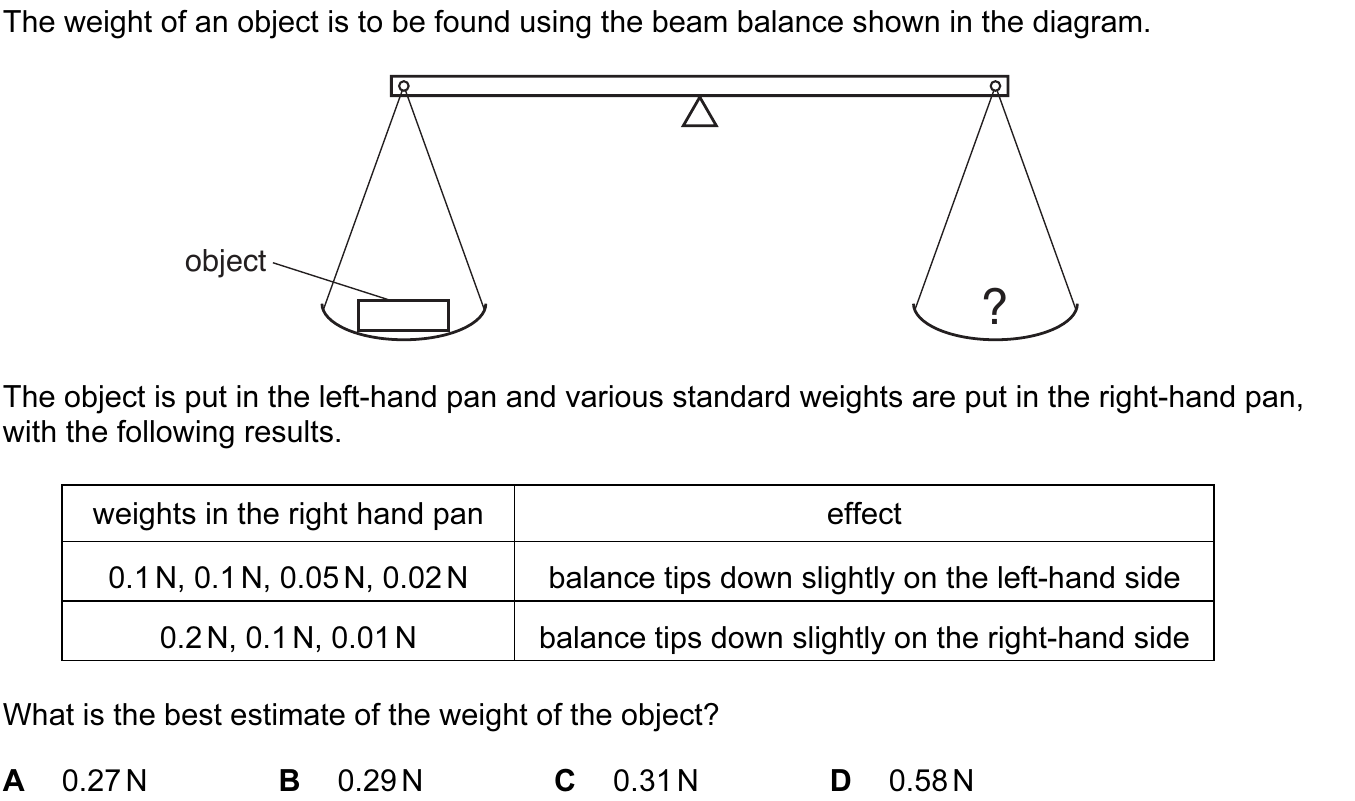 The weight of an object is to be found using the beam balance shown in the diagram.
object
?
The object is put in the left-hand pan and various standard weights are put in the right-hand pan,
with the following results.
weights in the right hand pan effect
0.1 N, 0.1 N, 0.05 N, 0.02 N balance tips down slightly on the left-hand side
0.2 N, 0.1 N, 0.01 N balance tips down slightly on the right-hand side
What is the best estimate of the weight of the object?
A 0.27 N B 0.29 N C 0.31 N D 0.58 N